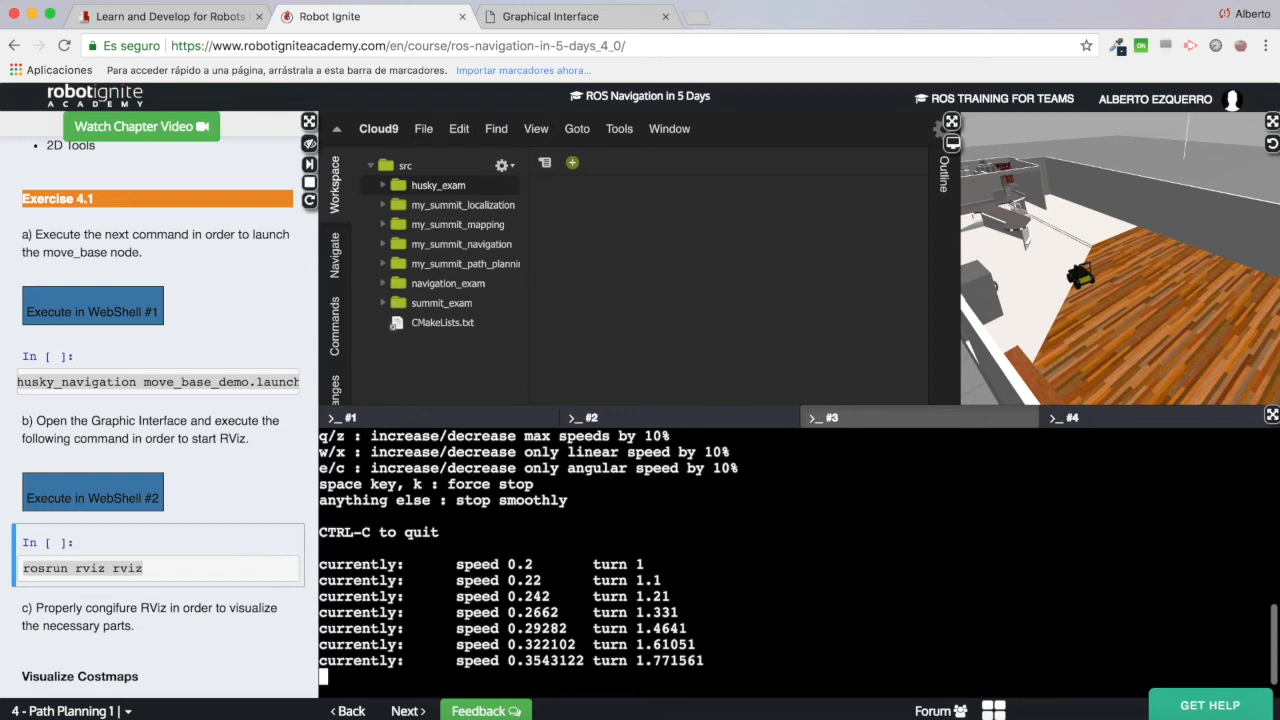 Learn and Develop for Robots
Robot Ignite
Graphical Interface
Alberto
Es seguro
https://www.robotigniteacademy.com/en/course/ros-navigation-in-5-days_4_0/
ON
Aplicaciones
Para acceder rápido a una página, arrástrala a esta barra de marcadores.
Importar marcadores ahora...
robotignite
ACADEMY
ROS Navigation in 5 Days
ROS TRAINING FOR TEAMS
ALBERTO EZQUERRO
Watch Chapter Video
2D Tools
Exercise 4.1
a) Execute the next command in order to launch
the move_base node.
Execute in WebShell #1
In [ ]:
husky_navigation move_base_demo.launch
b) Open the Graphic Interface and execute the
following command in order to start RViz.
Execute in WebShell #2
In [ ]:
rosrun rviz rviz
c) Properly congifure RViz in order to visualize
the necessary parts.
Visualize Costmaps
Cloud9 File Edit Find View Goto Tools Window
Workspace
Navigate
Commands
anges
src
husky_exam
my_summit_localization
my_summit_mapping
my_summit_navigation
my_summit_path_plannin
navigation_exam
summit_exam
CMakeLists.txt
Outline
>_ #1
>_ #2
>_ #3
>_ #4
q/z : increase/decrease max speeds by 10%
w/x : increase/decrease only linear speed by 10%
e/c : increase/decrease only angular speed by 10%
space key, k : force stop
anything else : stop smoothly
CTRL-C to quit
currently: speed 0.2 turn 1
currently: speed 0.22 turn 1.1
currently: speed 0.242 turn 1.21
currently: speed 0.2662 turn 1.331
currently: speed 0.29282 turn 1.4641
currently: speed 0.322102 turn 1.61051
currently: speed 0.3543122 turn 1.771561
4 - Path Planning 1 |
< Back
Next >
Feedback
Forum
GET HELP